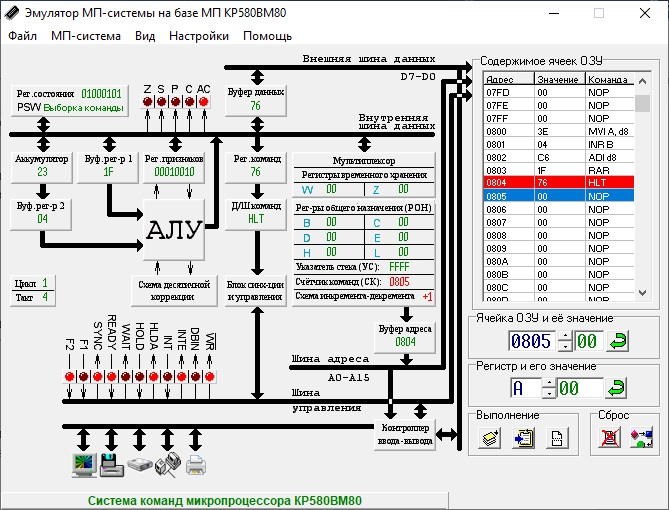 Эмулятор МП-системы на базе МП КР580ВМ80
Файл МП-система Вид Настройки Помощь
Внешняя шина данных
D7-D0
Рег.состояния 01000101
PSW Выборка команды
Z S P C AC
Буфер данных
76
Внутренняя
шина данных
Аккумулятор
23
Буф.рег-р 1
1F
Рег.признаков
00010010
Рег.команд
76
Мультиплексор
Регистры временного хранения
W 00 Z 00
Буф.рег-р 2
04
АЛУ
Д/Шкоманд
HLT
Рег-ры общего назначения (РОН)
B 00 C 00
D 00 E 00
H 00 L 00
Указатель стека (УС): FFFF
Счётчик команд (СК): 0805
Схема инкремента-декремента +1
Цикл 1
Такт 4
Схема десятичной
коррекции
Блок синх-ции
и управления
Буфер адреса
0804
F2 F1 SYNC READY WAIT HOLD HLDA INT INTE DBIN WR
Шина адреса
A0-A15
Шина
управления
Контроллер
ввода-вывода
Содержимое ячеек ОЗУ
Адрес Значение Команда
07FD 00 NOP
07FE 00 NOP
07FF 00 NOP
0800 3E MVI A, d8
0801 04 INR B
0802 C6 ADI d8
0803 1F RAR
0804 76 HLT
0805 00 NOP
0806 00 NOP
0807 00 NOP
0808 00 NOP
0809 00 NOP
080A 00 NOP
080B 00 NOP
080C 00 NOP
080D 00 NOP
Ячейка ОЗУ и её значение
0805 00
Регистр и его значение
A 00
Выполнение
Сброс
Система команд микропроцессора КР580ВМ80